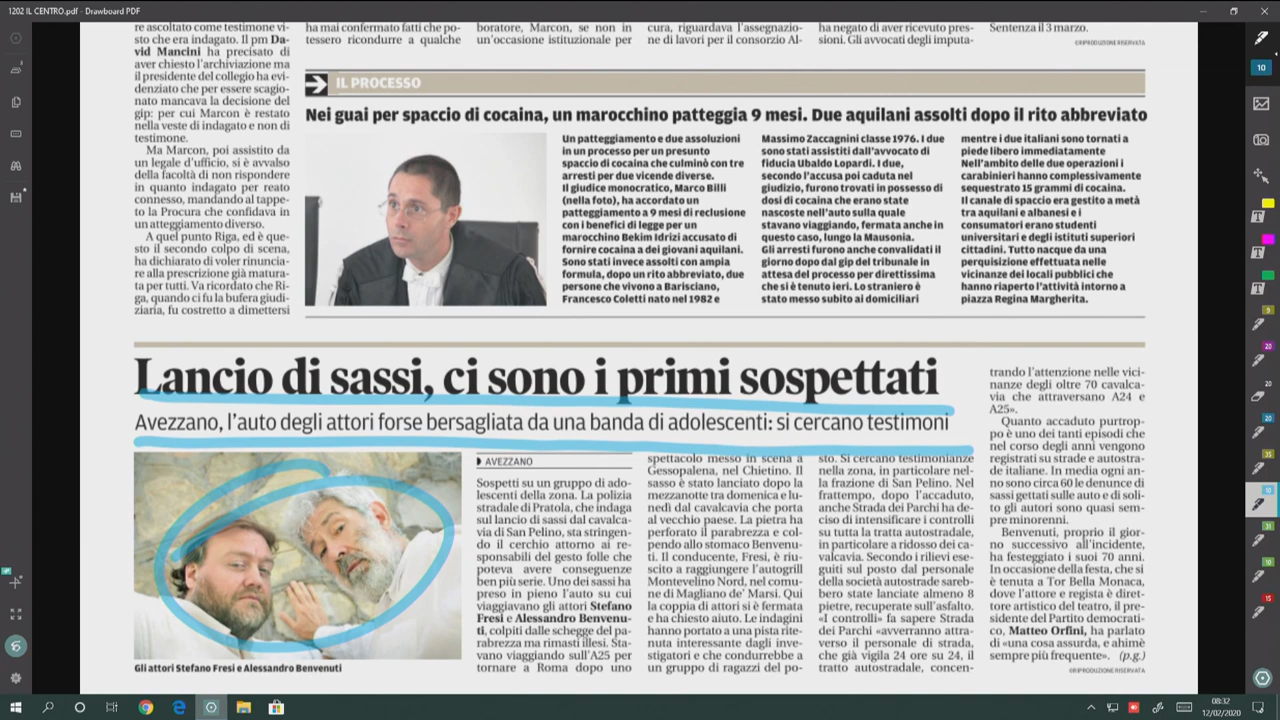 1202 IL CENTRO.pdf - Drawboard PDF
re ascoltato come testimone vi-
sto che era indagato. Il pm Da-
vid Mancini ha precisato di
aver chiesto l'archiviazione ma
il presidente del collegio ha evi-
denziato che per essere scagio-
nato mancava la decisione del
gip: per cui Marcon è restato
nella veste di indagato e non di
testimone.
Ma Marcon, poi assistito da
un legale d'ufficio, si è avvalso
della facoltà di non rispondere
in quanto indagato per reato
connesso, mandando al tappe-
to la Procura che confidava in
un atteggiamento diverso.
A quel punto Riga, ed è que-
sto il secondo colpo di scena,
ha dichiarato di voler rinuncia-
re alla prescrizione già matura-
ta per tutti. Va ricordato che Ri-
ga, quando ci fu la bufera giudi-
ziaria, fu costretto a dimettersi
ha mai confermato fatti che po-
tessero ricondurre a qualche
boratore, Marcon, se non in
un'occasione istituzionale per
cura, riguardava l'assegnazio-
ne di lavori per il consorzio Al-
ha negato di aver ricevuto pres-
sioni. Gli avvocati degli imputa-
Sentenza il 3 marzo.
©RIPRODUZIONE RISERVATA
IL PROCESSO
Nei guai per spaccio di cocaina, un marocchino patteggia 9 mesi. Due aquilani assolti dopo il rito abbreviato
Un patteggiamento e due assoluzioni
in un processo per un presunto
spaccio di cocaina che culminò con tre
arresti per due vicende diverse.
Il giudice monocratico, Marco Billi
(nella foto), ha accordato un
patteggiamento a 9 mesi di reclusione
con i benefici di legge per un
marocchino Bekim Idrizi accusato di
fornire cocaina a dei giovani aquilani.
Sono stati invece assolti con ampia
formula, dopo un rito abbreviato, due
persone che vivono a Barisciano,
Francesco Coletti nato nel 1982 e
Massimo Zaccagnini classe 1976. I due
sono stati assistiti dall'avvocato di
fiducia Ubaldo Lopardi. I due,
secondo l'accusa poi caduta nel
giudizio, furono trovati in possesso di
dosi di cocaina che erano state
nascoste nell'auto sulla quale
stavano viaggiando, fermata anche in
questo caso, lungo la Mausonia.
Gli arresti furono anche convalidati il
giorno dopo dal gip del tribunale in
attesa del processo per direttissima
che si è tenuto ieri. Lo straniero è
stato messo subito ai domiciliari
mentre i due italiani sono tornati a
piede libero immediatamente
Nell'ambito delle due operazioni i
carabinieri hanno complessivamente
sequestrato 15 grammi di cocaina.
Il canale di spaccio era gestito a metà
tra aquilani e albanesi e i
consumatori erano studenti
universitari e degli istituti superiori
cittadini. Tutto nacque da una
perquisizione effettuata nelle
vicinanze dei locali pubblici che
hanno riaperto l'attività intorno a
piazza Regina Margherita.
Lancio di sassi, ci sono i primi sospettati
Avezzano, l'auto degli attori forse bersagliata da una banda di adolescenti: si cercano testimoni
Gli attori Stefano Fresi e Alessandro Benvenuti
AVEZZANO
Sospetti su un gruppo di ado-
lescenti della zona. La polizia
stradale di Pratola, che indaga
sul lancio di sassi dal cavalca-
via di San Pelino, sta stringen-
do il cerchio attorno ai re-
sponsabili del gesto folle che
poteva avere conseguenze
ben più serie. Uno dei sassi ha
preso in pieno l'auto su cui
viaggiavano gli attori Stefano
Fresi e Alessandro Benvenu-
ti, colpiti dalle schegge del pa-
rabrezza ma rimasti illesi. Sta-
vano viaggiando sull'A25 per
tornare a Roma dopo uno
spettacolo messo in scena a
Gessopalena, nel Chietino. Il
sasso è stato lanciato dopo la
mezzanotte tra domenica e lu-
nedì dal cavalcavia che porta
al vecchio paese. La pietra ha
perforato il parabrezza e col-
pendo allo stomaco Benvenu-
ti. Il conducente, Fresi, è riu-
scito a raggiungere l'autogrill
Montevelino Nord, nel comu-
ne di Magliano de' Marsi. Qui
la coppia di attori si è fermata
e ha chiesto aiuto. Le indagini
hanno portato a una pista rite-
nuta interessante dagli inve-
stigatori e che condurrebbe a
un gruppo di ragazzi del po-
sto. Si cercano testimonianze
nella zona, in particolare nel-
la frazione di San Pelino. Nel
frattempo, dopo l'accaduto,
anche Strada dei Parchi ha de-
ciso di intensificare i controlli
su tutta la tratta autostradale,
in particolare a ridosso dei ca-
valcavia. Secondo i rilievi ese-
guiti sul posto dal personale
della società autostrade sareb-
bero state lanciate almeno 8
pietre, recuperate sull'asfalto.
«I controlli» fa sapere Strada
dei Parchi «avverranno attra-
verso il personale di strada,
che già vigila 24 ore su 24, il
tratto autostradale, concen-
trando l'attenzione nelle vici-
nanze degli oltre 70 cavalca-
via che attraversano A24 e
A25».
Quanto accaduto purtrop-
po è uno dei tanti episodi che
nel corso degli anni vengono
registrati su strade e autostra-
de italiane. In media ogni an-
no sono circa 60 le denunce di
sassi gettati sulle auto e di soli-
to gli autori sono quasi sem-
pre minorenni.
Benvenuti, proprio il gior-
no successivo all'incidente,
ha festeggiato i suoi 70 anni.
In occasione della festa, che si
è tenuta a Tor Bella Monaca,
dove l'attore e regista è diret-
tore artistico del teatro, il pre-
sidente del Partito democrati-
co, Matteo Orfini, ha parlato
di «una cosa assurda, e ahimè
sempre più frequente». (p.g.)
©RIPRODUZIONE RISERVATA
10
9
20
20
20
35
10
31
10
15
08:32
12/02/2020